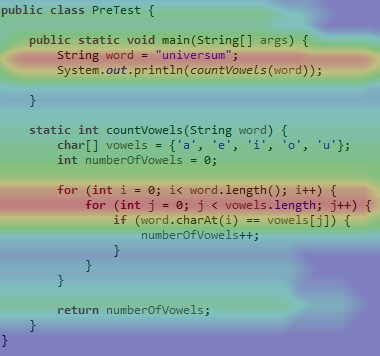 public class PreTest {
public static void main(String[] args) {
String word = "universum";
System.out.println(countVowels(word));
}
static int countVowels(String word) {
char[] vowels = {'a', 'e', 'i', 'o', 'u'};
int numberOfVowels = 0;
for (int i = 0; i< word.length(); i++) {
for (int j = 0; j < vowels.length; j++) {
if (word.charAt(i) == vowels[j]) {
numberOfVowels++;
}
}
}
return numberOfVowels;
}
}